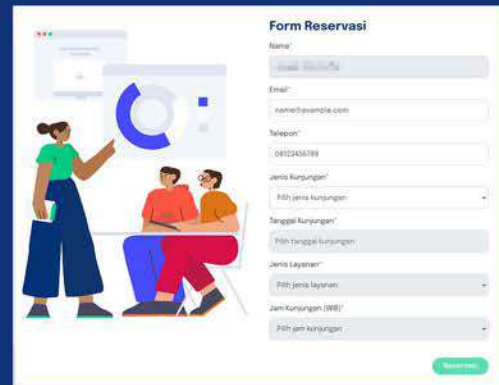 Form Reservasi
Nama*
Email*
name@example.com
Telepon*
08123456789
Jenis Kunjungan*
Pilih jenis kunjungan
Tanggal Kunjungan*
Pilih tanggal kunjungan
Jenis Layanan*
Pilih jenis layanan
Jam Kunjungan (WIB)*
Pilih jam kunjungan
Reservasi